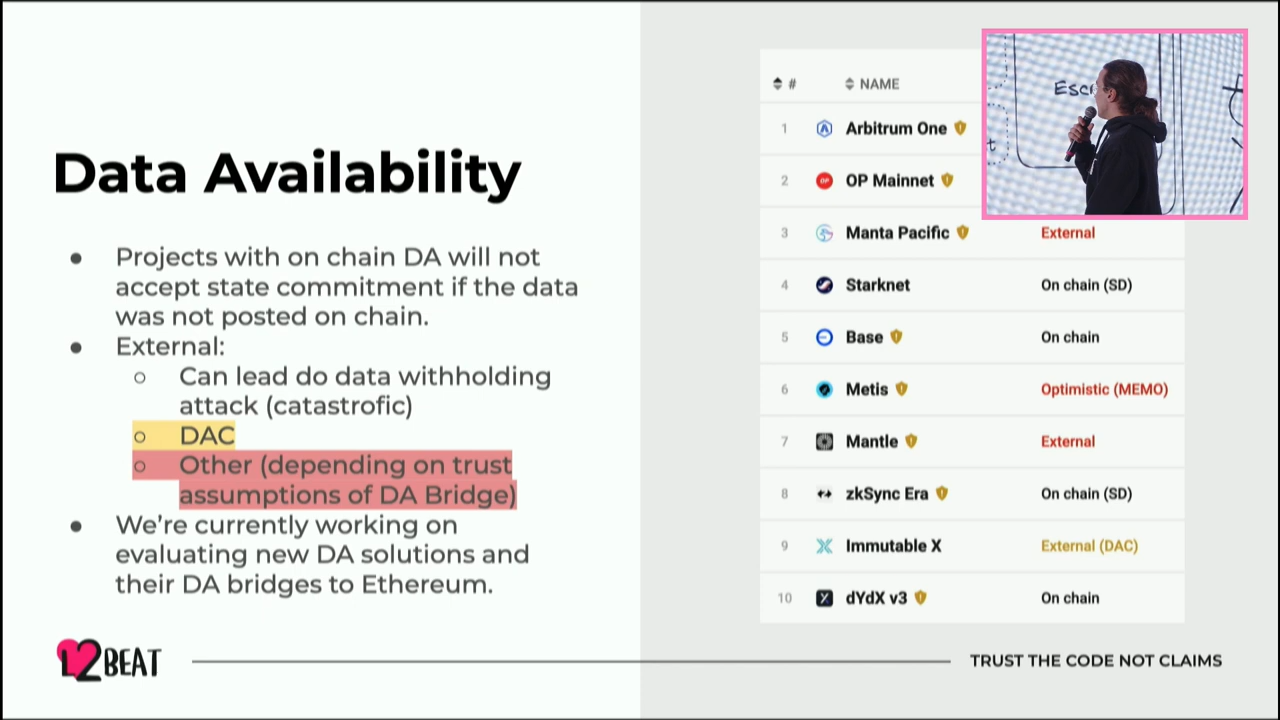 Data Availability
● Projects with on chain DA will not
accept state commitment if the data
was not posted on chain.
● External:
○ Can lead do data withholding
attack (catastrofic)
○ DAC
○ Other (depending on trust
assumptions of DA Bridge)
● We're currently working on
evaluating new DA solutions and
their DA bridges to Ethereum.
# NAME
1 Arbitrum One
2 OP Mainnet
3 Manta Pacific External
4 Starknet On chain (SD)
5 Base On chain
6 Metis Optimistic (MEMO)
7 Mantle External
8 zkSync Era On chain (SD)
9 Immutable X External (DAC)
10 dYdX v3 On chain
L2BEAT
TRUST THE CODE NOT CLAIMS